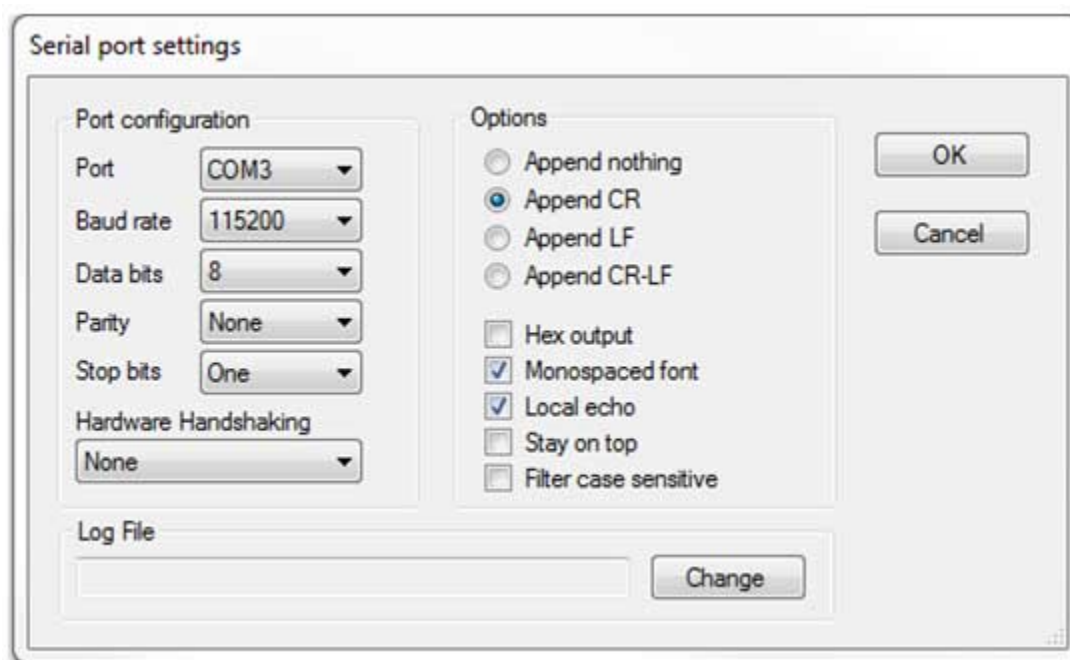 Serial port settings
Port configuration
Port COM3
Baud rate 115200
Data bits 8
Parity None
Stop bits One
Hardware Handshaking
None
Options
Append nothing
Append CR
Append LF
Append CR-LF
Hex output
Monospaced font
Local echo
Stay on top
Filter case sensitive
OK
Cancel
Log File
Change